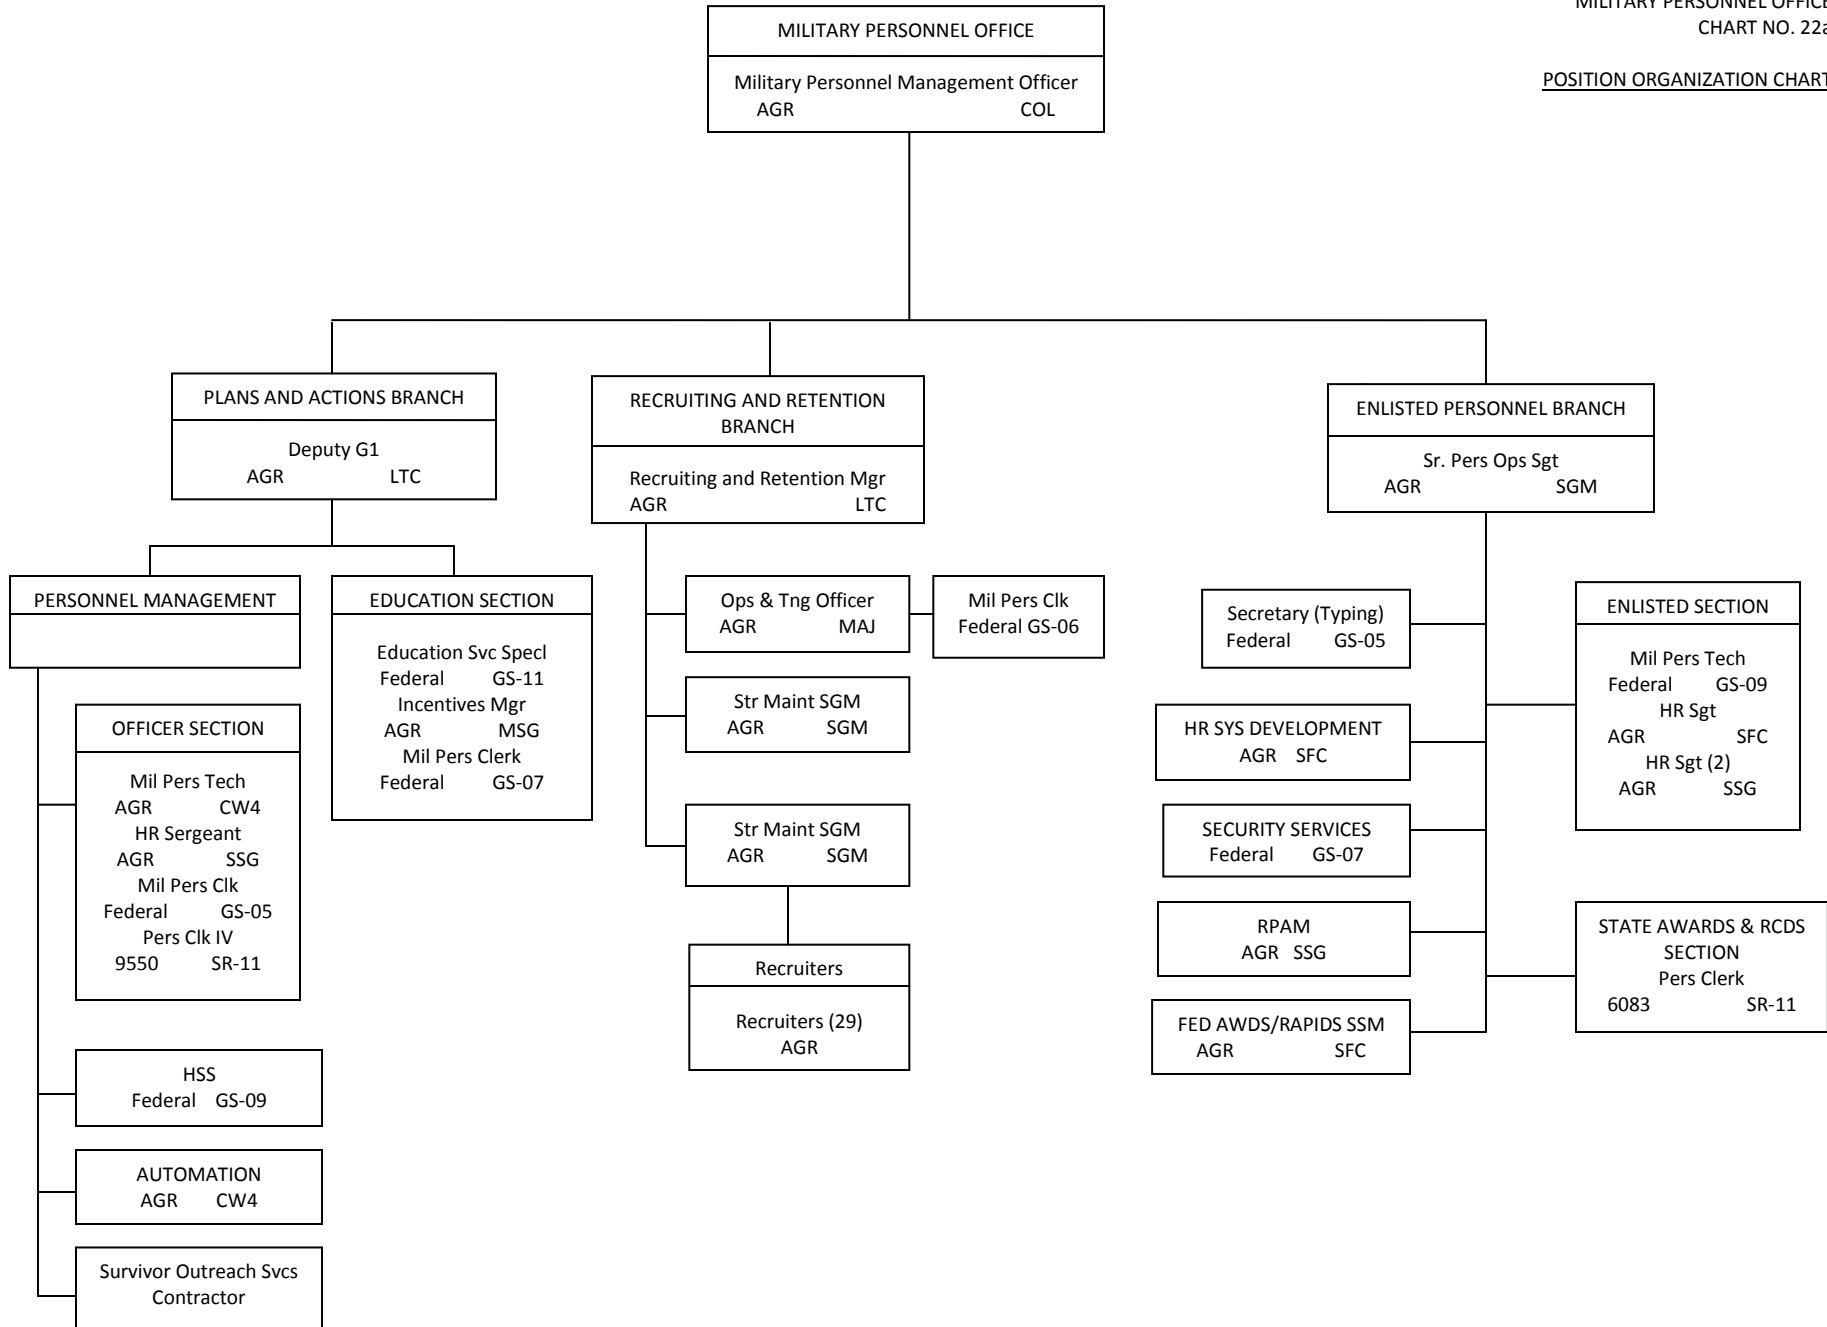 MILITARY PERSONNEL OFFICE
CHART NO. 22a
POSITION ORGANIZATION CHART
MILITARY PERSONNEL OFFICE
Military Personnel Management Officer
AGR COL
PLANS AND ACTIONS BRANCH
Deputy G1
AGR LTC
RECRUITING AND RETENTION
BRANCH
Recruiting and Retention Mgr
AGR LTC
ENLISTED PERSONNEL BRANCH
Sr. Pers Ops Sgt
AGR SGM
PERSONNEL MANAGEMENT
OFFICER SECTION
Mil Pers Tech
AGR CW4
HR Sergeant
AGR SSG
Mil Pers Clk
Federal GS-05
Pers Clk IV
9550 SR-11
HSS
Federal GS-09
AUTOMATION
AGR CW4
Survivor Outreach Svcs
Contractor
EDUCATION SECTION
Education Svc Specl
Federal GS-11
Incentives Mgr
AGR MSG
Mil Pers Clerk
Federal GS-07
Ops & Tng Officer
AGR MAJ
Mil Pers Clk
Federal GS-06
Str Maint SGM
AGR SGM
Str Maint SGM
AGR SGM
Recruiters
Recruiters (29)
AGR
Secretary (Typing)
Federal GS-05
HR SYS DEVELOPMENT
AGR SFC
SECURITY SERVICES
Federal GS-07
RPAM
AGR SSG
FED AWDS/RAPIDS SSM
AGR SFC
ENLISTED SECTION
Mil Pers Tech
Federal GS-09
HR Sgt
AGR SFC
HR Sgt (2)
AGR SSG
STATE AWARDS & RCDS
SECTION
Pers Clerk
6083 SR-11